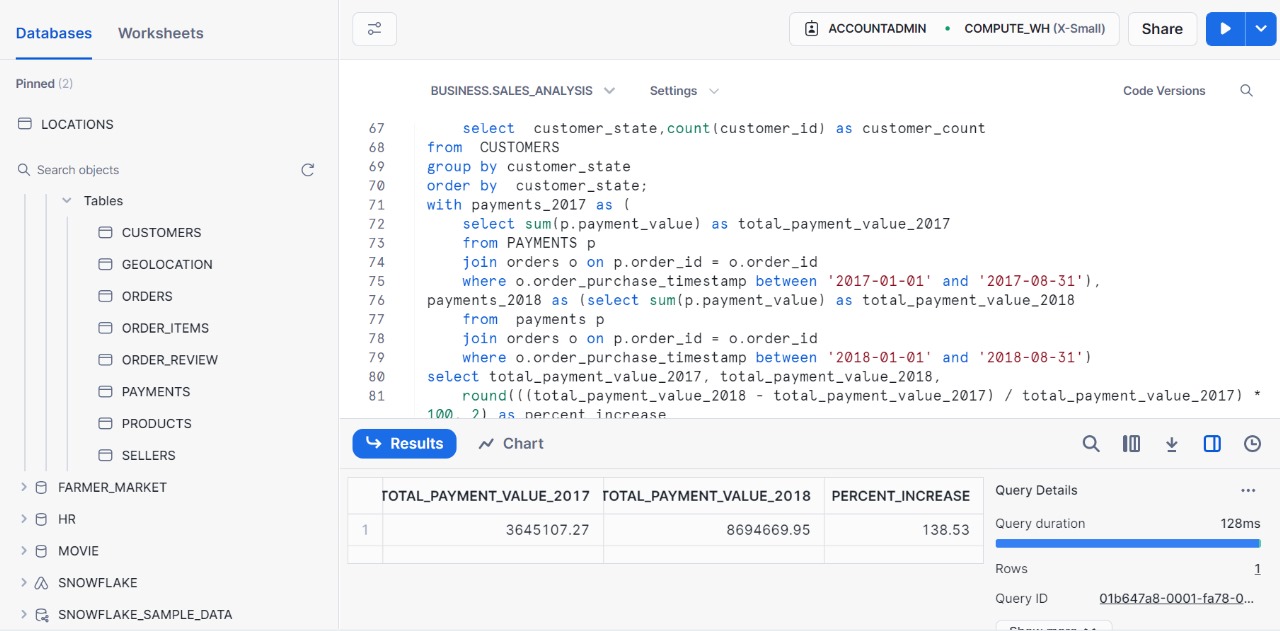 Databases
Worksheets
Pinned (2)
LOCATIONS
Search objects
Tables
CUSTOMERS
GEOLOCATION
ORDERS
ORDER_ITEMS
ORDER_REVIEW
PAYMENTS
PRODUCTS
SELLERS
FARMER_MARKET
HR
MOVIE
SNOWFLAKE
SNOWFLAKE_SAMPLE_DATA
ACCOUNTADMIN • COMPUTE_WH (X-Small)
Share
BUSINESS.SALES_ANALYSIS
Settings
Code Versions
67 select customer_state,count(customer_id) as customer_count
68 from CUSTOMERS
69 group by customer_state
70 order by customer_state;
71 with payments_2017 as (
72 select sum(p.payment_value) as total_payment_value_2017
73 from PAYMENTS p
74 join orders o on p.order_id = o.order_id
75 where o.order_purchase_timestamp between '2017-01-01' and '2017-08-31'),
76 payments_2018 as (select sum(p.payment_value) as total_payment_value_2018
77 from payments p
78 join orders o on p.order_id = o.order_id
79 where o.order_purchase_timestamp between '2018-01-01' and '2018-08-31')
80 select total_payment_value_2017, total_payment_value_2018,
81 round(((total_payment_value_2018 - total_payment_value_2017) / total_payment_value_2017) *
100, 2) as percent_increase
Results
Chart
TOTAL_PAYMENT_VALUE_2017 TOTAL_PAYMENT_VALUE_2018 PERCENT_INCREASE
1 3645107.27 8694669.95 138.53
Query Details
...
Query duration 128ms
Rows 1
Query ID 01b647a8-0001-fa78-0...
Show more